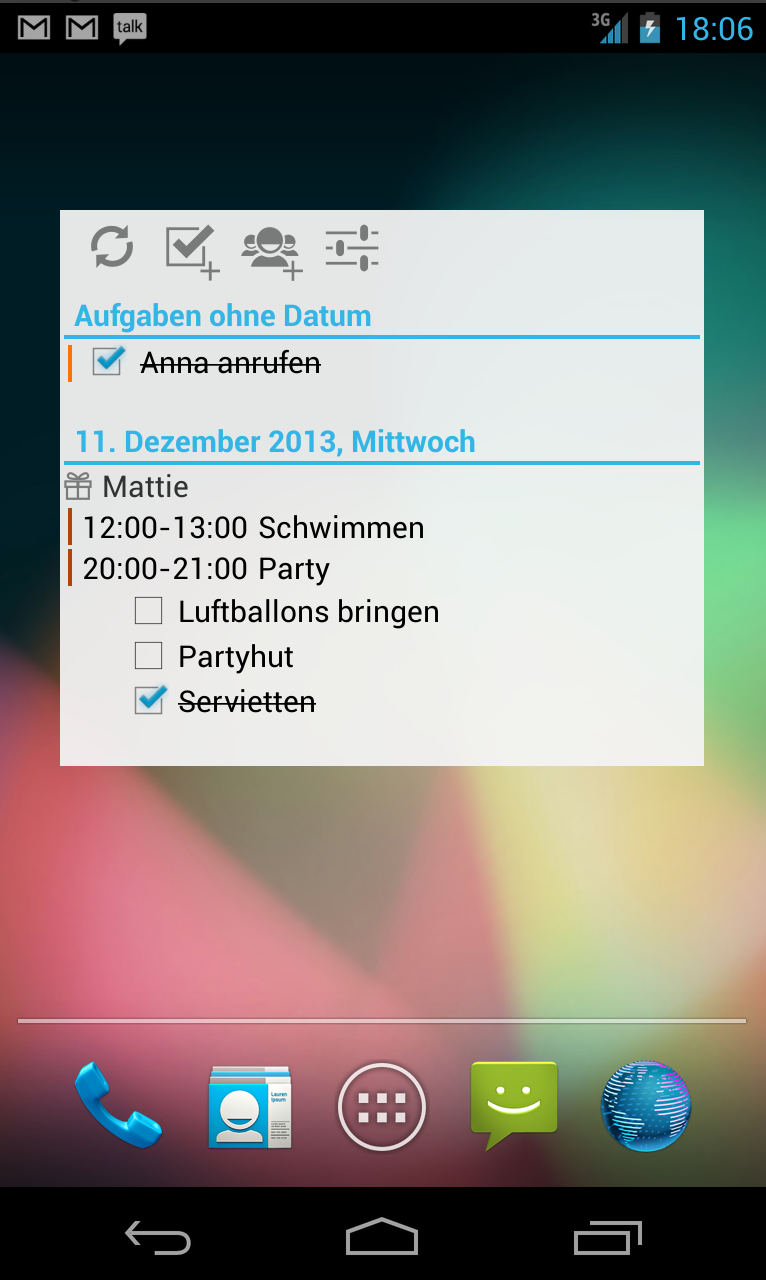 talk
3G
18:06
Aufgaben ohne Datum
Anna anrufen
11. Dezember 2013, Mittwoch
Mattie
12:00-13:00 Schwimmen
20:00-21:00 Party
Luftballons bringen
Partyhut
Servietten
Lauren
Ipsum